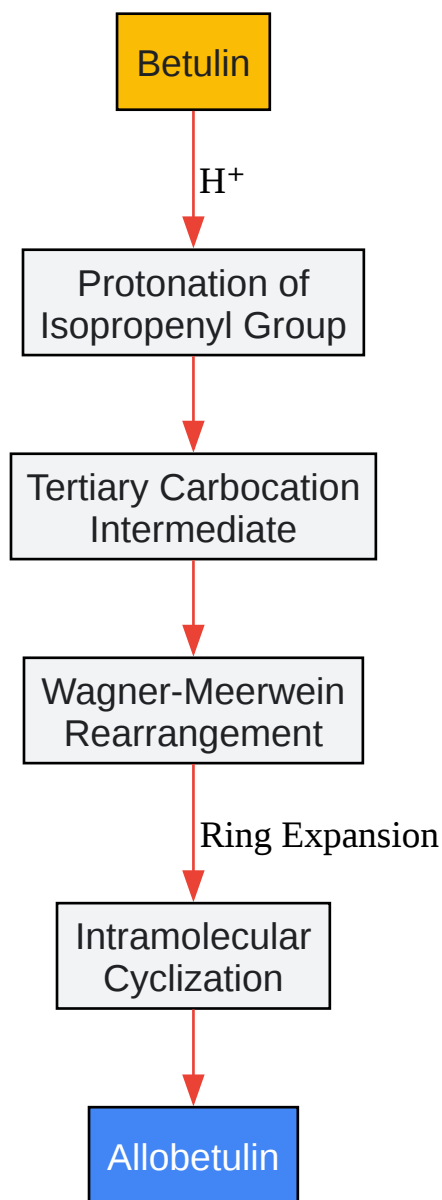 Betulin
H⁺
Protonation of
Isopropenyl Group
Tertiary Carbocation
Intermediate
Wagner-Meerwein
Rearrangement
Ring Expansion
Intramolecular
Cyclization
Allobetulin